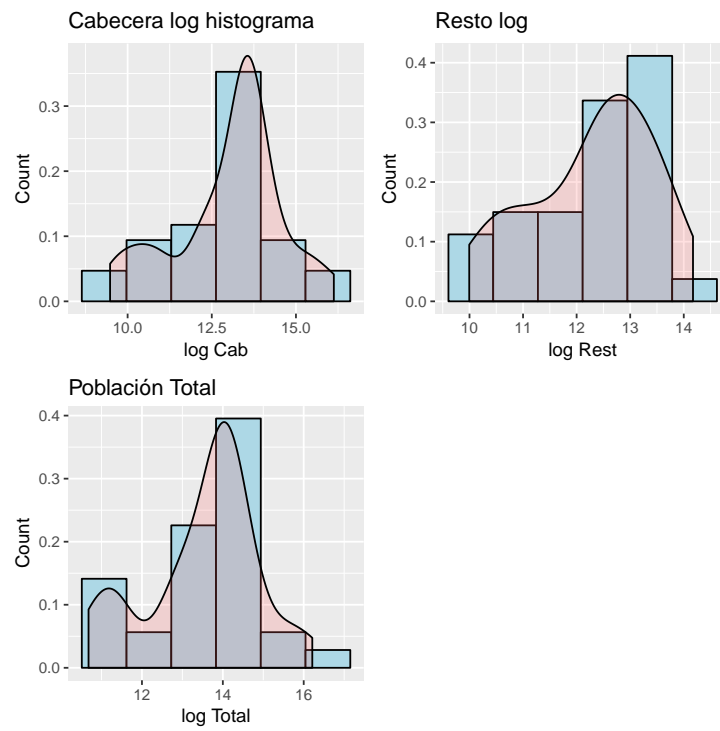 Cabecera log histograma
0.3
0.2
0.1
0.0
Count
10.0 12.5 15.0
log Cab
Resto log
0.4
0.3
0.2
0.1
0.0
Count
10 11 12 13 14
log Rest
Población Total
0.4
0.3
0.2
0.1
0.0
Count
12 14 16
log Total